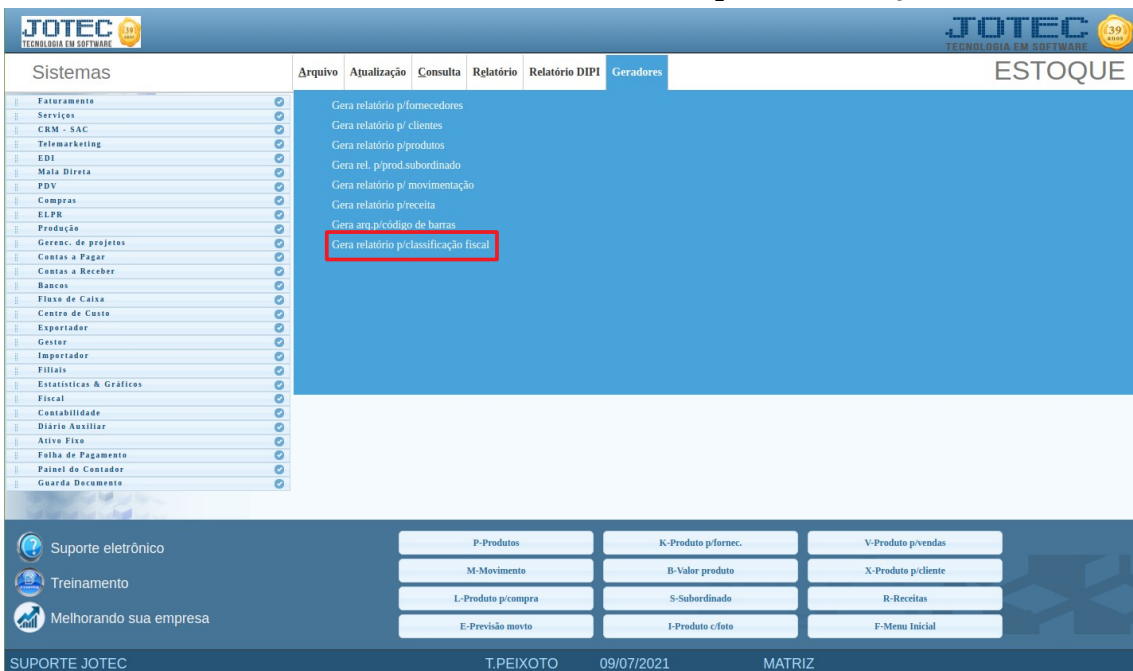 JOTEC 39 anos
TECNOLOGIA EM SOFTWARE
JOTEC 39 anos
TECNOLOGIA EM SOFTWARE
Sistemas
Arquivo Atualização Consulta Relatório Relatório DIPI Geradores
ESTOQUE
Faturamento
Serviços
CRM - SAC
Telemarketing
EDI
Mala Direta
PDV
Compras
ELPR
Produção
Gerenc. de projetos
Contas a Pagar
Contas a Receber
Bancos
Fluxo de Caixa
Centro de Custo
Exportador
Gestor
Importador
Filiais
Estatísticas & Gráficos
Fiscal
Contabilidade
Diário Auxiliar
Ativo Fixo
Folha de Pagamento
Painel do Contador
Guarda Documento
Gera relatório p/fornecedores
Gera relatório p/ clientes
Gera relatório p/produtos
Gera rel. p/prod.subordinado
Gera relatório p/ movimentação
Gera relatório p/receita
Gera arq.p/código de barras
Gera relatório p/classificação fiscal
Suporte eletrônico
Treinamento
Melhorando sua empresa
P-Produtos K-Produto p/fornec. V-Produto p/vendas
M-Movimento B-Valor produto X-Produto p/cliente
L-Produto p/compra S-Subordinado R-Receitas
E-Previsão movto I-Produto c/foto F-Menu Inicial
SUPORTE JOTEC T.PEIXOTO 09/07/2021 MATRIZ